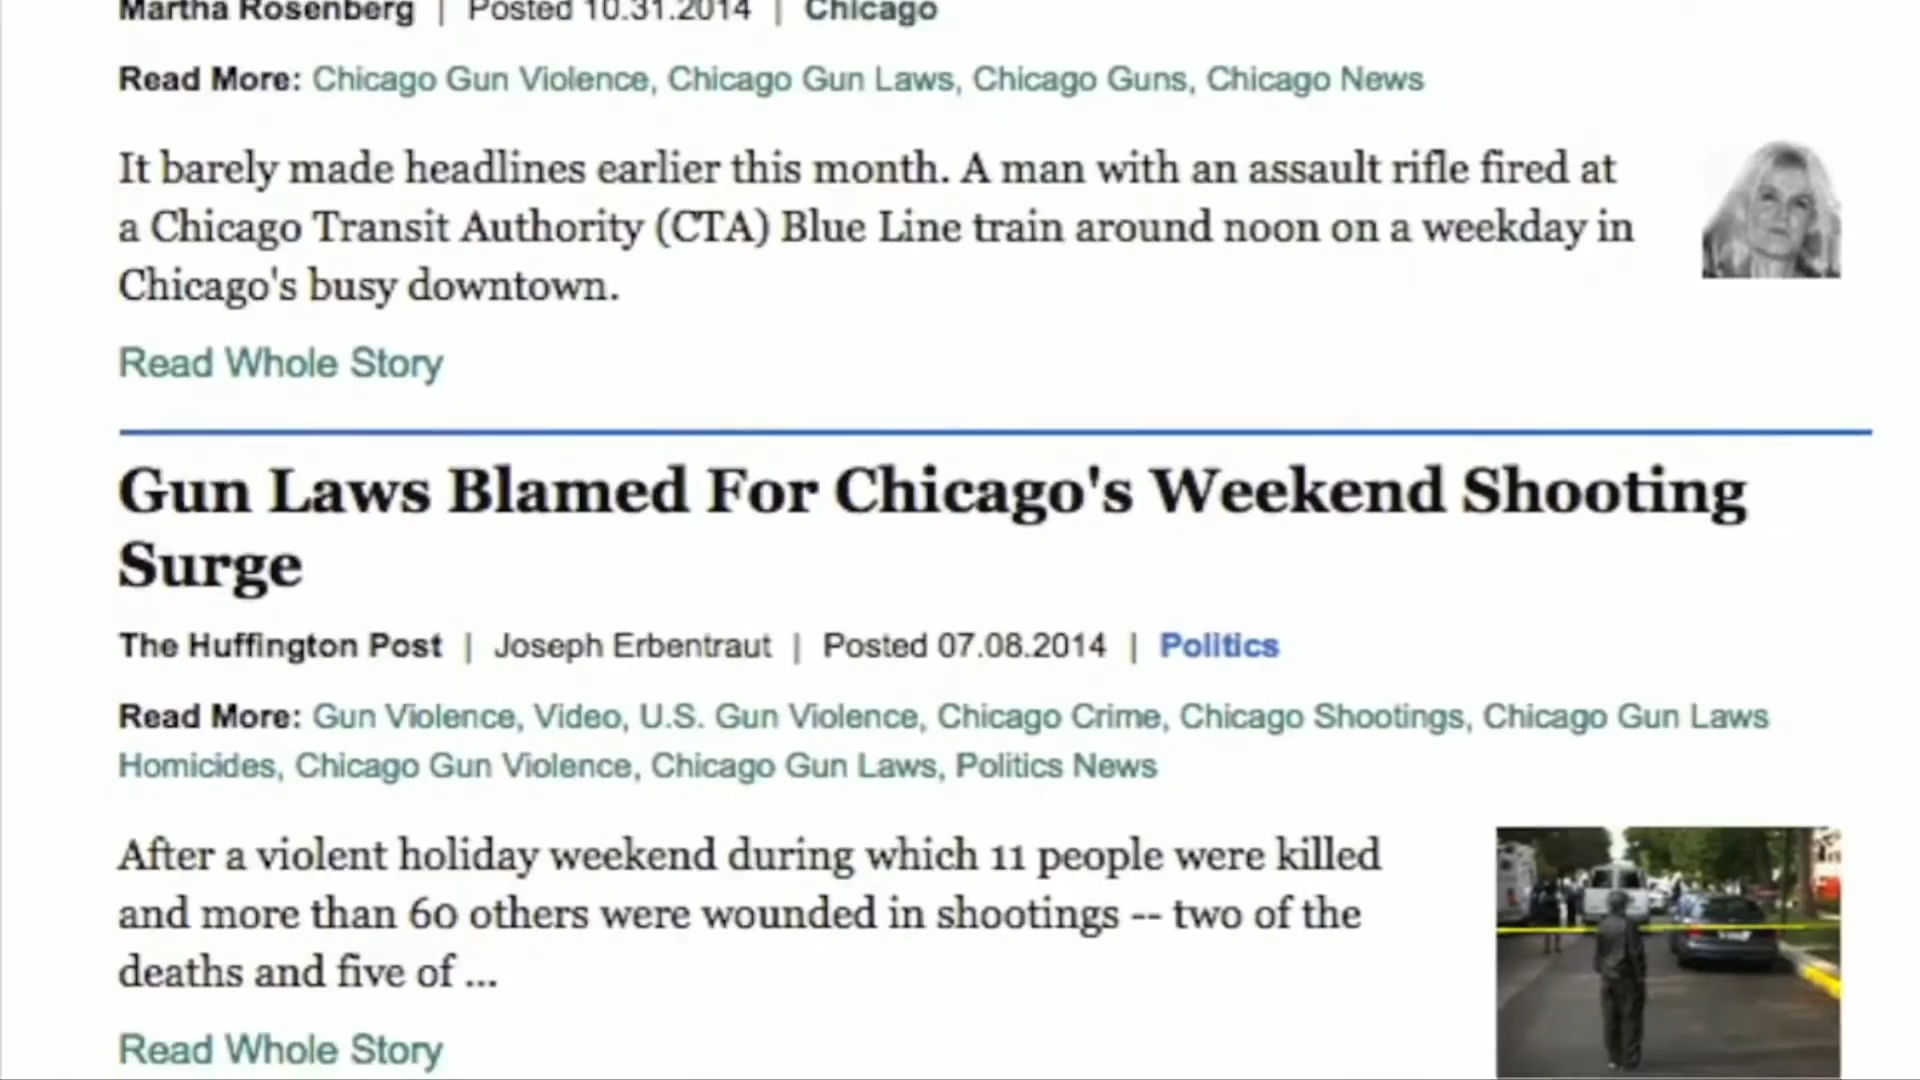 Martha Rosenberg | Posted 10.31.2014 | Chicago
Read More: Chicago Gun Violence, Chicago Gun Laws, Chicago Guns, Chicago News
It barely made headlines earlier this month. A man with an assault rifle fired at
a Chicago Transit Authority (CTA) Blue Line train around noon on a weekday in
Chicago's busy downtown.
Read Whole Story
Gun Laws Blamed For Chicago's Weekend Shooting
Surge
The Huffington Post | Joseph Erbentraut | Posted 07.08.2014 | Politics
Read More: Gun Violence, Video, U.S. Gun Violence, Chicago Crime, Chicago Shootings, Chicago Gun Laws
Homicides, Chicago Gun Violence, Chicago Gun Laws, Politics News
After a violent holiday weekend during which 11 people were killed
and more than 60 others were wounded in shootings -- two of the
deaths and five of ...
Read Whole Story